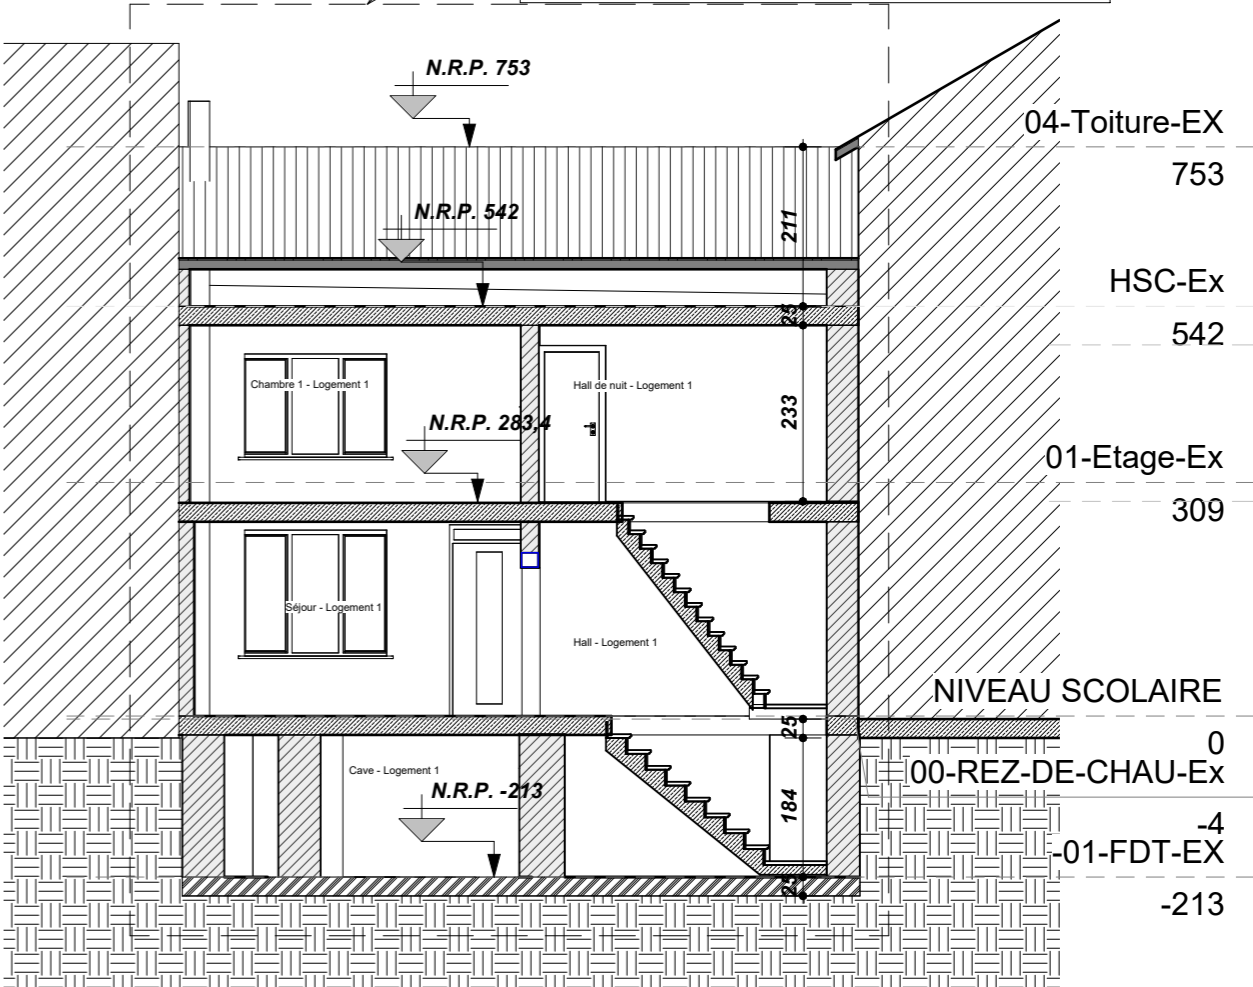 N.R.P. 753
04-Toiture-EX
753
N.R.P. 542
211
HSC-Ex
25
542
Chambre 1 - Logement 1
Hall de nuit - Logement 1
233
N.R.P. 283,4
01-Etage-Ex
309
Séjour - Logement 1
Hall - Logement 1
NIVEAU SCOLAIRE
25
0
00-REZ-DE-CHAU-Ex
Cave - Logement 1
N.R.P. -213
184
-4
-01-FDT-EX
25
-213